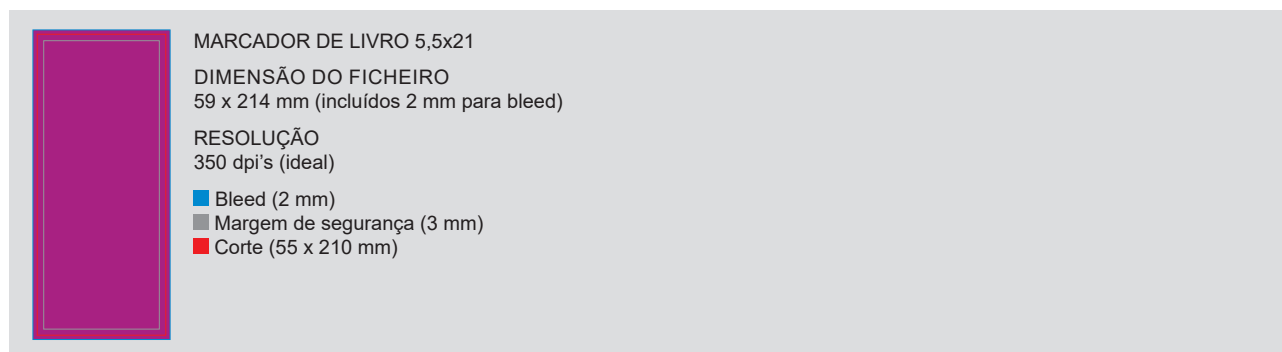 MARCADOR DE LIVRO 5,5x21
DIMENSÃO DO FICHEIRO
59 x 214 mm (incluídos 2 mm para bleed)
RESOLUÇÃO
350 dpi’s (ideal)
Bleed (2 mm)
Margem de segurança (3 mm)
Corte (55 x 210 mm)